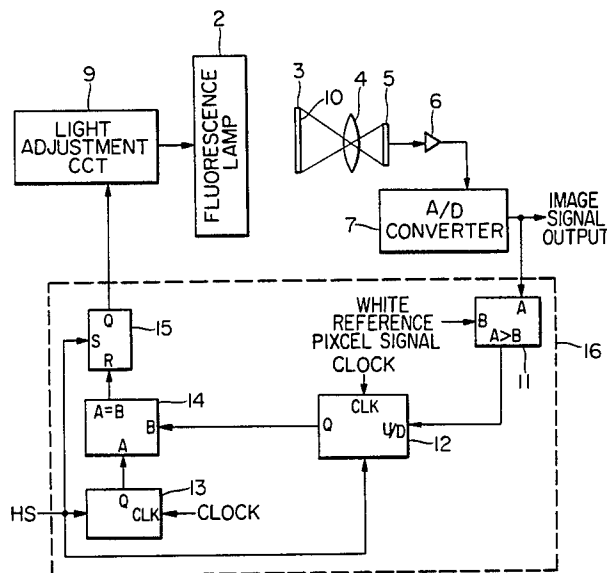 2
9
LIGHT
ADJUSTMENT
CCT
FLUORESCENCE
LAMP
3
10
4
5
6
7
A/D
CONVERTER
IMAGE
SIGNAL
OUTPUT
Q
S
R
15
WHITE
REFERENCE
PIXCEL SIGNAL
B
A
A>B
11
16
CLOCK
A=B
B
A
14
CLK
Q
U/D
12
HS
Q
CLK
13
CLOCK